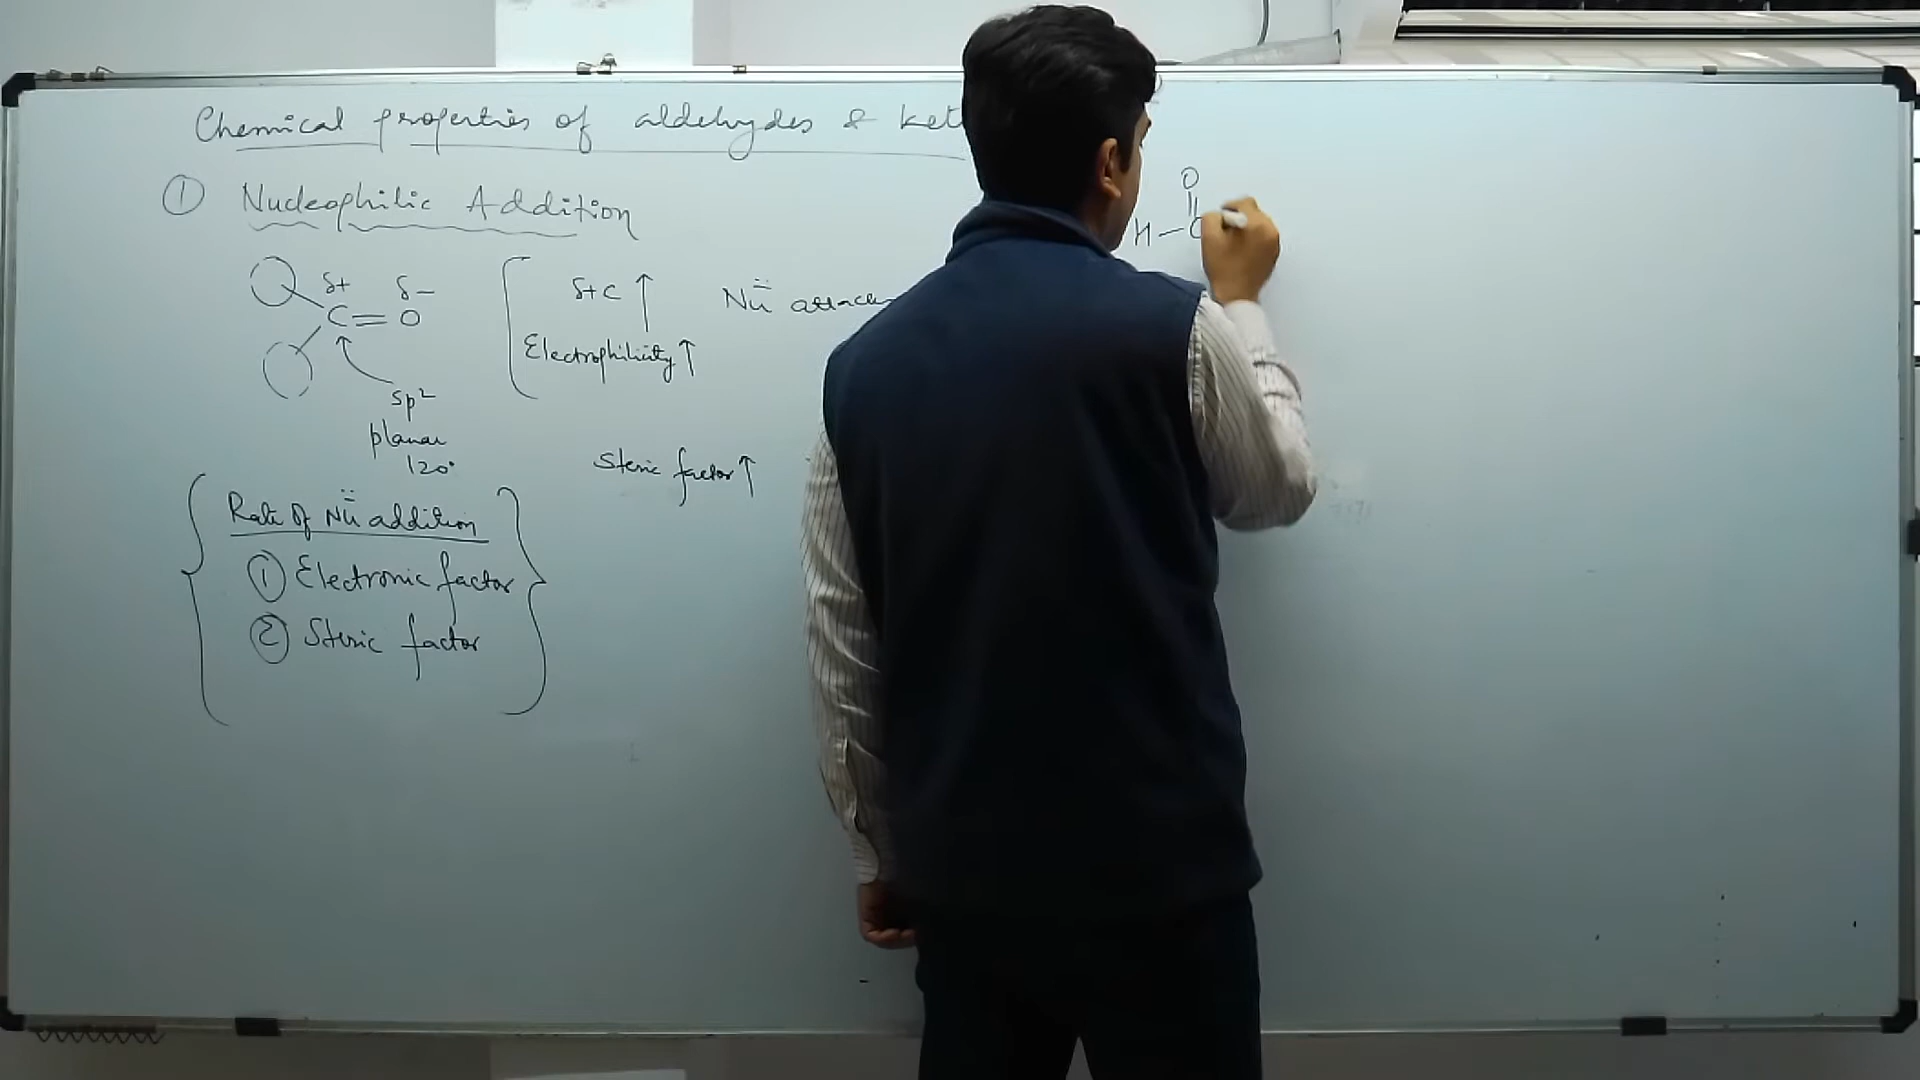 Chemical properties of aldehydes & ket
① Nucleophilic Addition
δ+ δ−
C=O
sp²
planar
120°
δ+C ↑
Electrophilicity ↑
Nü attack
Steric factor ↑
Rate of Nü addition
① Electronic factor
② Steric factor
O
||
H − C